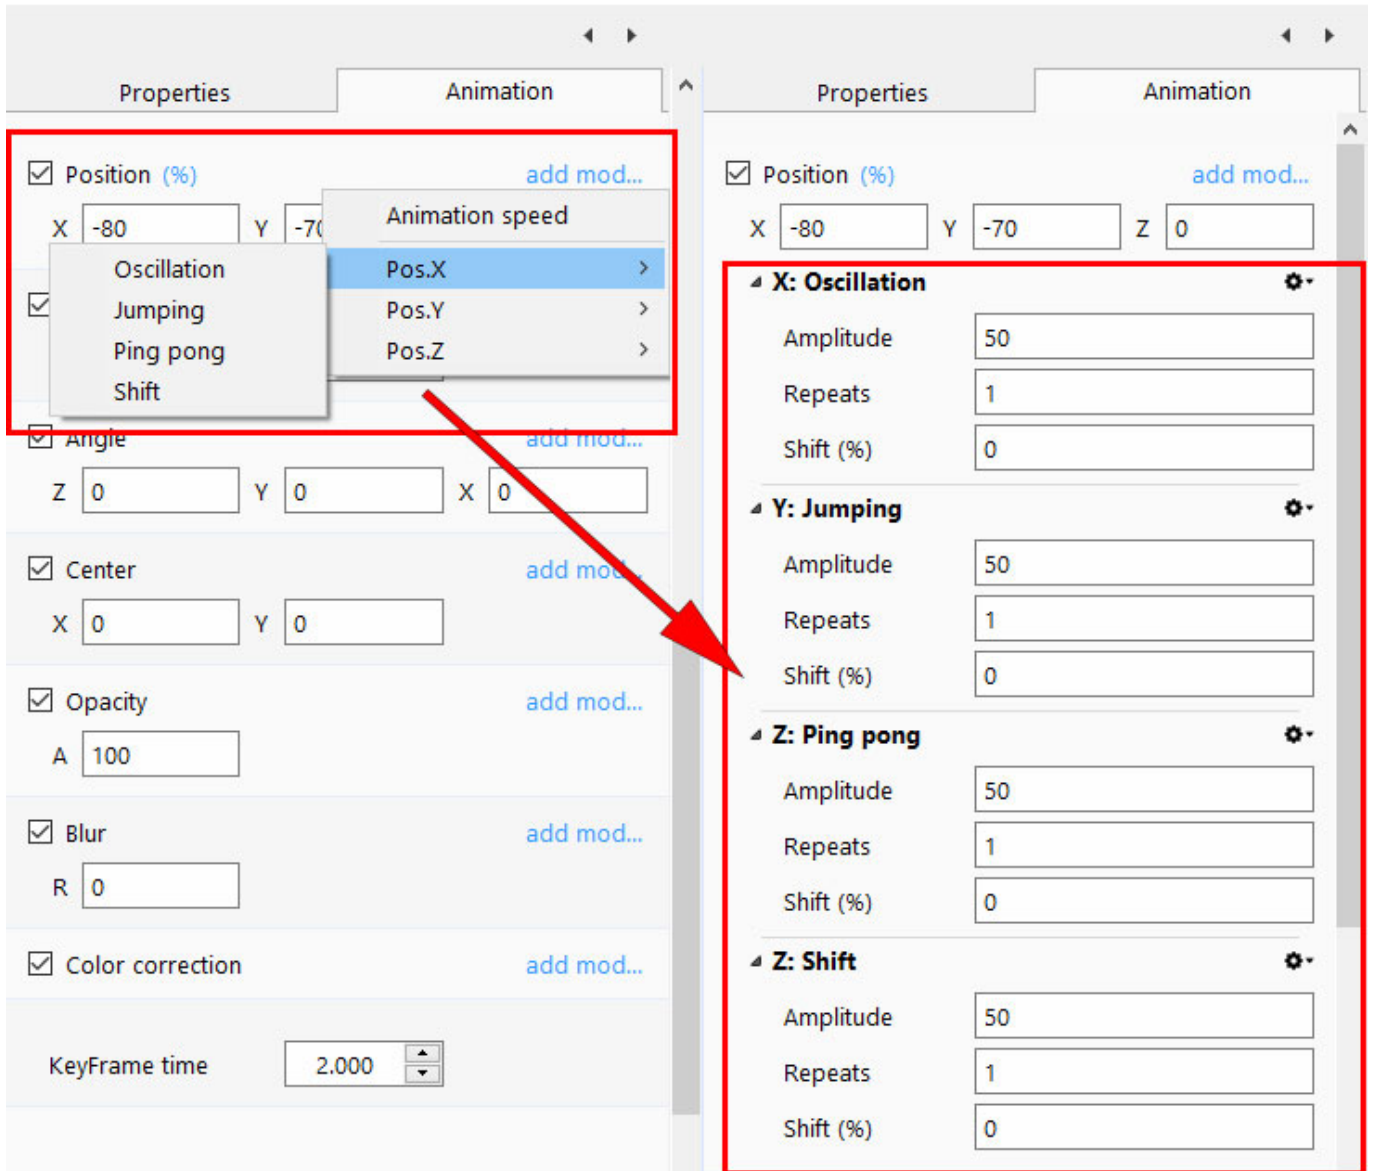 Properties
Animation
Position (%)
add mod...
X -80 Y -70
Animation speed
Pos.X
Pos.Y
Pos.Z
Oscillation
Jumping
Ping pong
Shift
Angle
add mod...
Z 0 Y 0 X 0
Center
add mod...
X 0 Y 0
Opacity
add mod...
A 100
Blur
add mod...
R 0
Color correction
add mod...
KeyFrame time 2.000
Properties
Animation
Position (%)
add mod...
X -80 Y -70 Z 0
X: Oscillation
Amplitude 50
Repeats 1
Shift (%) 0
Y: Jumping
Amplitude 50
Repeats 1
Shift (%) 0
Z: Ping pong
Amplitude 50
Repeats 1
Shift (%) 0
Z: Shift
Amplitude 50
Repeats 1
Shift (%) 0